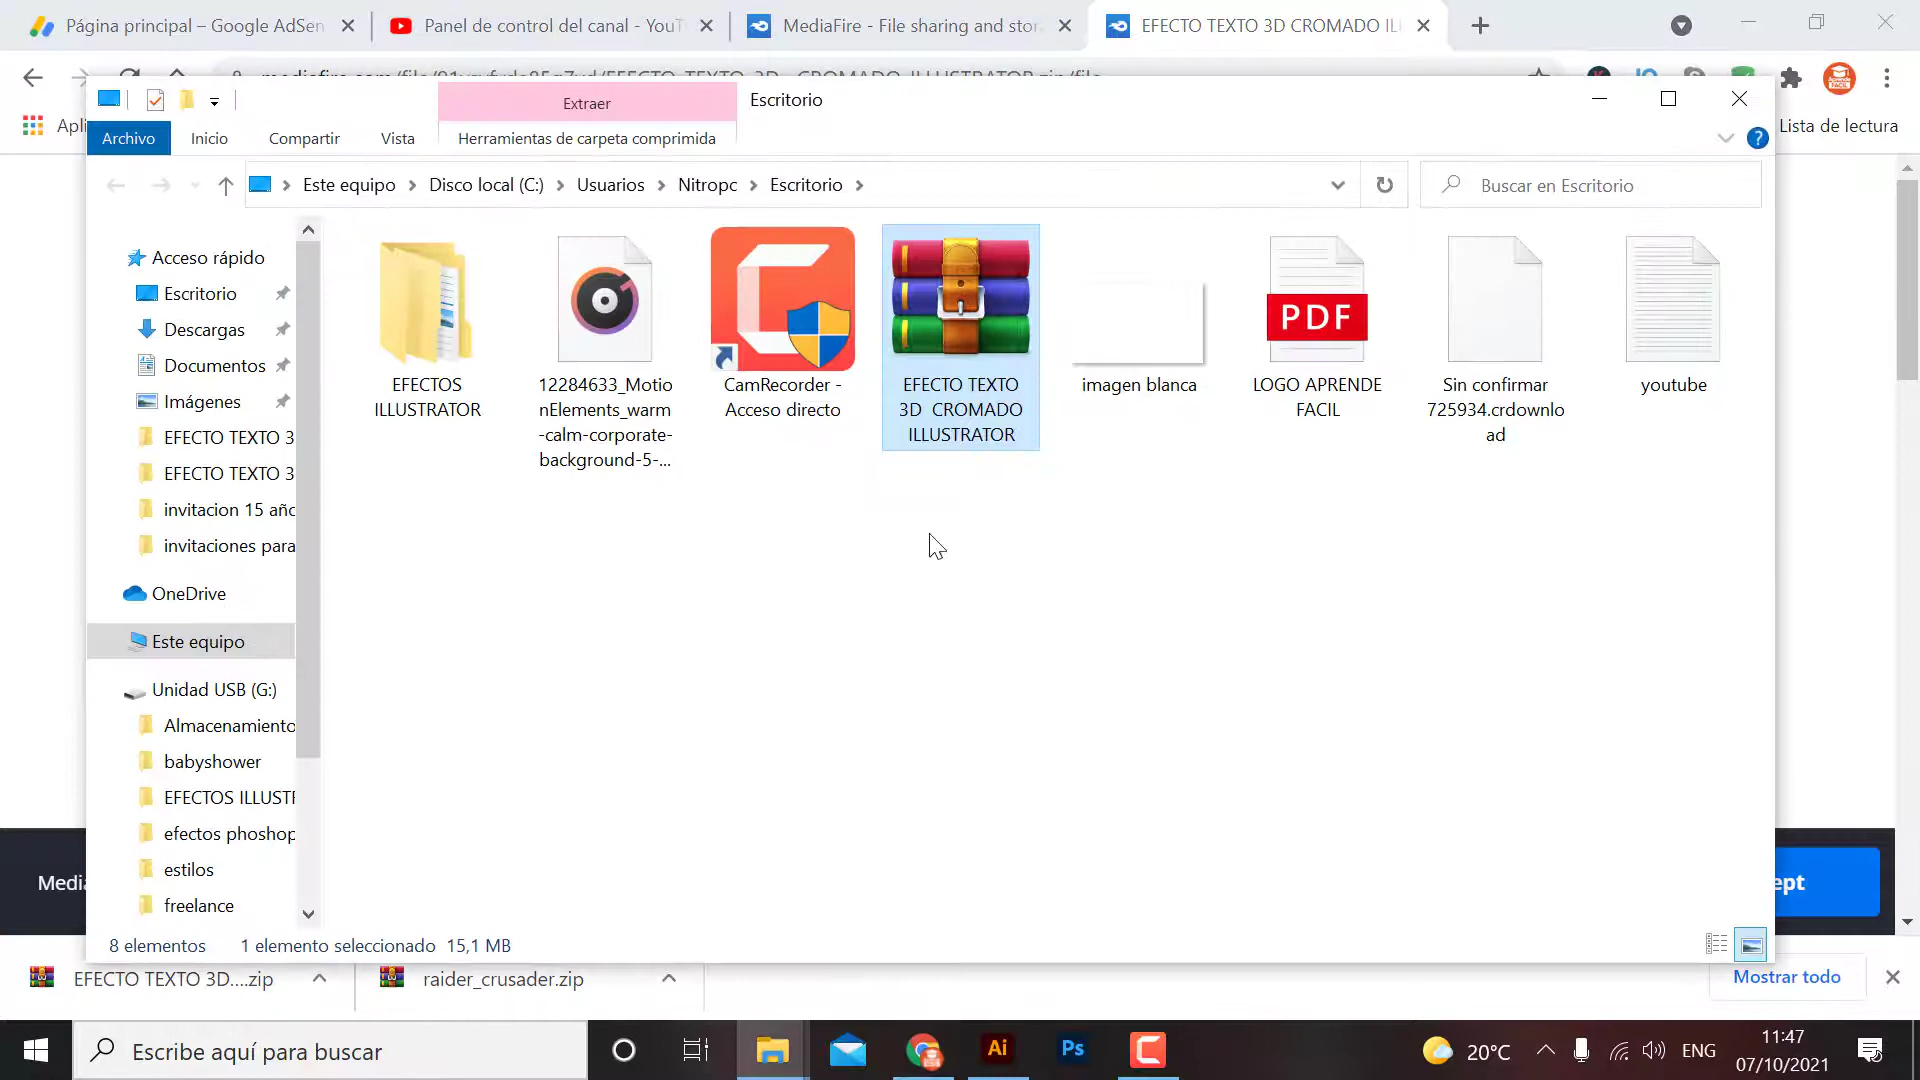 Página principal – Google AdSen
Panel de control del canal - YouT
MediaFire - File sharing and stor
EFECTO TEXTO 3D CROMADO IL
Apli
Lista de lectura
Extraer
Escritorio
Archivo
Inicio
Compartir
Vista
Herramientas de carpeta comprimida
?
Este equipo
Disco local (C:)
Usuarios
Nitropc
Escritorio
Buscar en Escritorio
Acceso rápido
Escritorio
Descargas
Documentos
Imágenes
EFECTO TEXTO 3
EFECTO TEXTO 3
invitacion 15 año
invitaciones para
OneDrive
Este equipo
Unidad USB (G:)
Almacenamiento
babyshower
EFECTOS ILLUSTR
efectos phoshop
estilos
freelance
EFECTOS
ILLUSTRATOR
12284633_Motio
nElements_warm
-calm-corporate-
background-5-...
CamRecorder -
Acceso directo
EFECTO TEXTO
3D CROMADO
ILLUSTRATOR
imagen blanca
PDF
LOGO APRENDE
FACIL
Sin confirmar
725934.crdownlo
ad
youtube
8 elementos
1 elemento seleccionado 15,1 MB
Media
ept
EFECTO TEXTO 3D....zip
raider_crusader.zip
Mostrar todo
Escribe aquí para buscar
Ai
Ps
20°C
ENG
11:47
07/10/2021